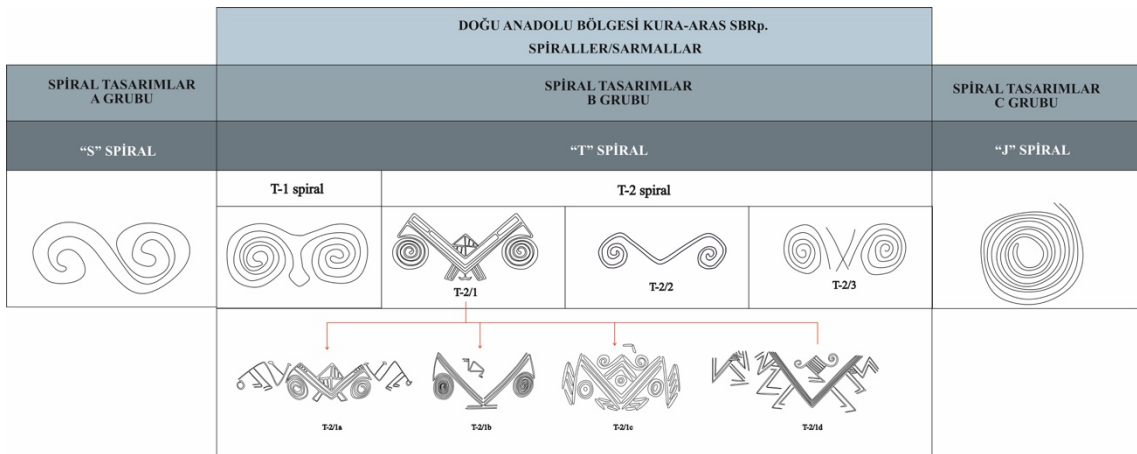 DOĞU ANADOLU BÖLGESİ KURA-ARAS SBRp.
SPİRALLER/SARMALLAR
SPİRAL TASARIMLAR
A GRUBU
SPİRAL TASARIMLAR
B GRUBU
SPİRAL TASARIMLAR
C GRUBU
“S” SPİRAL
“T” SPİRAL
“J” SPİRAL
T-1 spiral
T-2 spiral
T-2/1
T-2/2
T-2/3
T-2/1a
T-2/1b
T-2/1c
T-2/1d